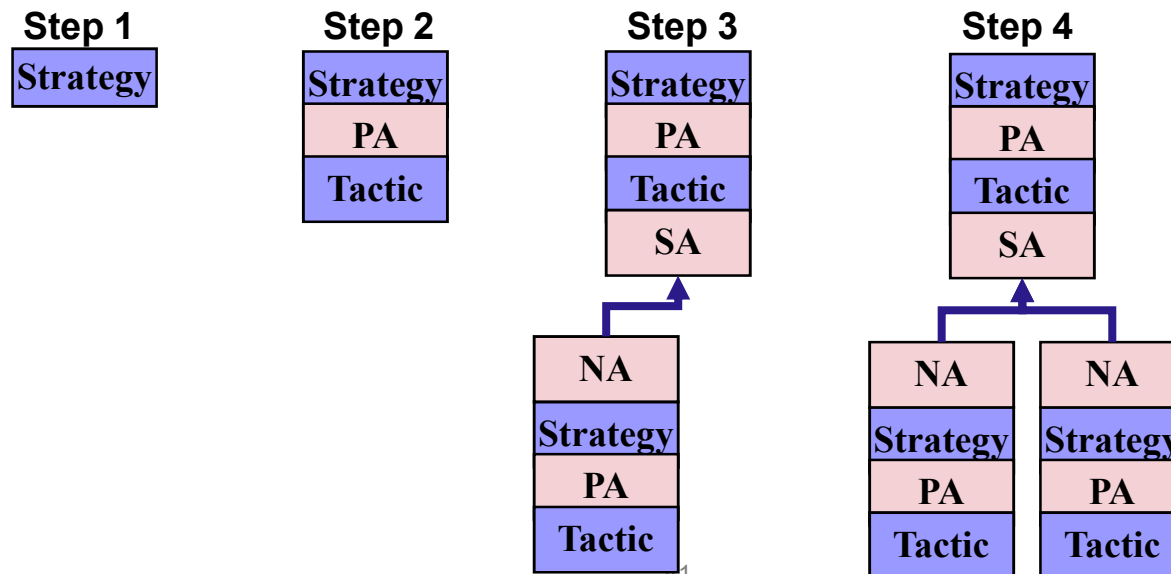 Step 1
Strategy
Step 2
Strategy
PA
Tactic
Step 3
Strategy
PA
Tactic
SA
NA
Strategy
PA
Tactic
Step 4
Strategy
PA
Tactic
SA
NA
Strategy
PA
Tactic
NA
Strategy
PA
Tactic